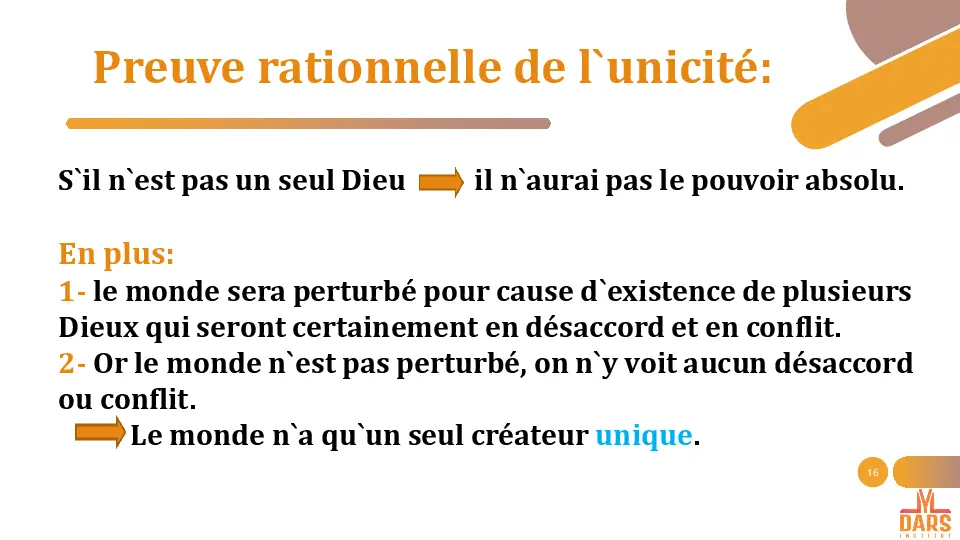 Preuve rationnelle de l`unicité:
S`il n`est pas un seul Dieu il n`aurai pas le pouvoir absolu.
En plus:
1- le monde sera perturbé pour cause d`existence de plusieurs
Dieux qui seront certainement en désaccord et en conflit.
2- Or le monde n`est pas perturbé, on n`y voit aucun désaccord
ou conflit.
Le monde n`a qu`un seul créateur unique.
16
DARS
INSTITUT